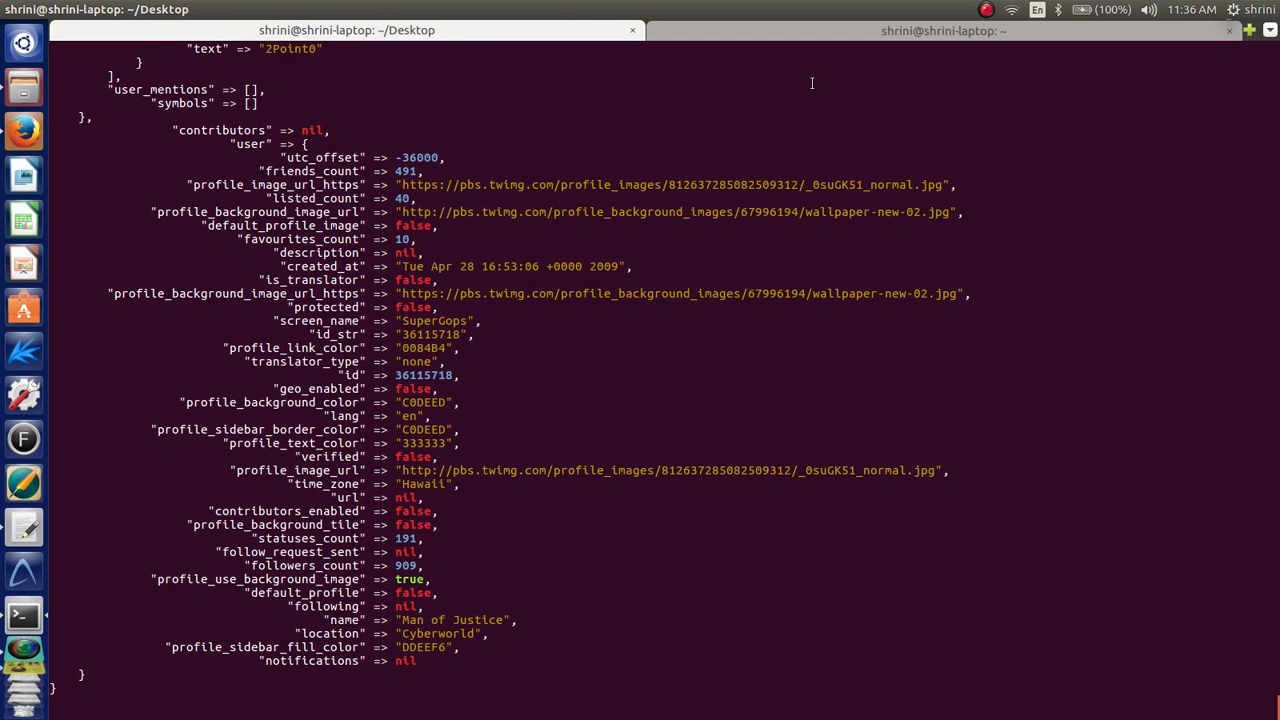 shrini@shrini-laptop: ~/Desktop
En
(100%)
11:36 AM
shrini
shrini@shrini-laptop: ~/Desktop
×
shrini@shrini-laptop: ~
×
"text" => "2Point0"
}
],
"user_mentions" => [],
"symbols" => []
},
"contributors" => nil,
"user" => {
"utc_offset" => -36000,
"friends_count" => 491,
"profile_image_url_https" => "https://pbs.twimg.com/profile_images/812637285082509312/_0suGK51_normal.jpg",
"listed_count" => 40,
"profile_background_image_url" => "http://pbs.twimg.com/profile_background_images/67996194/wallpaper-new-02.jpg",
"default_profile_image" => false,
"favourites_count" => 10,
"description" => nil,
"created_at" => "Tue Apr 28 16:53:06 +0000 2009",
"is_translator" => false,
"profile_background_image_url_https" => "https://pbs.twimg.com/profile_background_images/67996194/wallpaper-new-02.jpg",
"protected" => false,
"screen_name" => "SuperGops",
"id_str" => "36115718",
"profile_link_color" => "0084B4",
"translator_type" => "none",
"id" => 36115718,
"geo_enabled" => false,
"profile_background_color" => "C0DEED",
"lang" => "en",
"profile_sidebar_border_color" => "C0DEED",
"profile_text_color" => "333333",
"verified" => false,
"profile_image_url" => "http://pbs.twimg.com/profile_images/812637285082509312/_0suGK51_normal.jpg",
"time_zone" => "Hawaii",
"url" => nil,
"contributors_enabled" => false,
"profile_background_tile" => false,
"statuses_count" => 191,
"follow_request_sent" => nil,
"followers_count" => 909,
"profile_use_background_image" => true,
"default_profile" => false,
"following" => nil,
"name" => "Man of Justice",
"location" => "Cyberworld",
"profile_sidebar_fill_color" => "DDEEF6",
"notifications" => nil
}
}